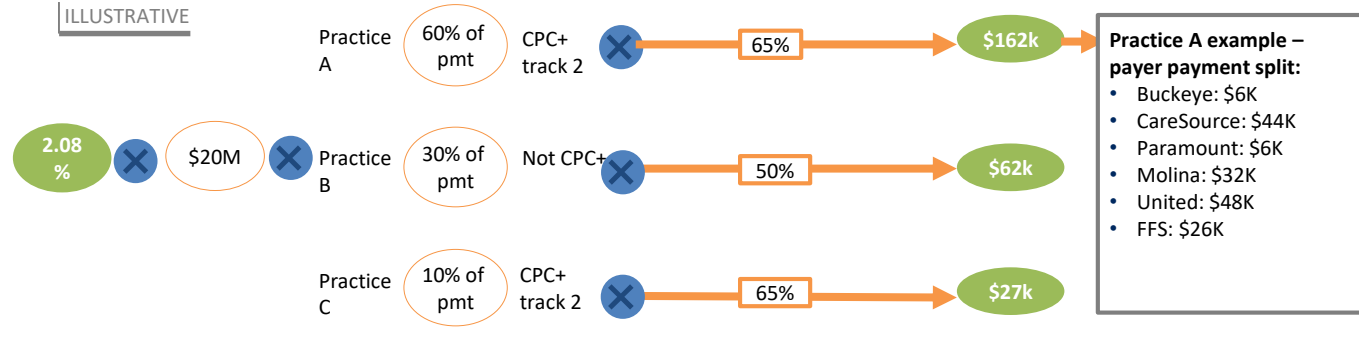 ILLUSTRATIVE
Practice
A
60% of
pmt
CPC+
track 2
65%
$162k
2.08
%
$20M
Practice
B
30% of
pmt
Not CPC+
50%
$62k
Practice
C
10% of
pmt
CPC+
track 2
65%
$27k
Practice A example –
payer payment split:
• Buckeye: $6K
• CareSource: $44K
• Paramount: $6K
• Molina: $32K
• United: $48K
• FFS: $26K